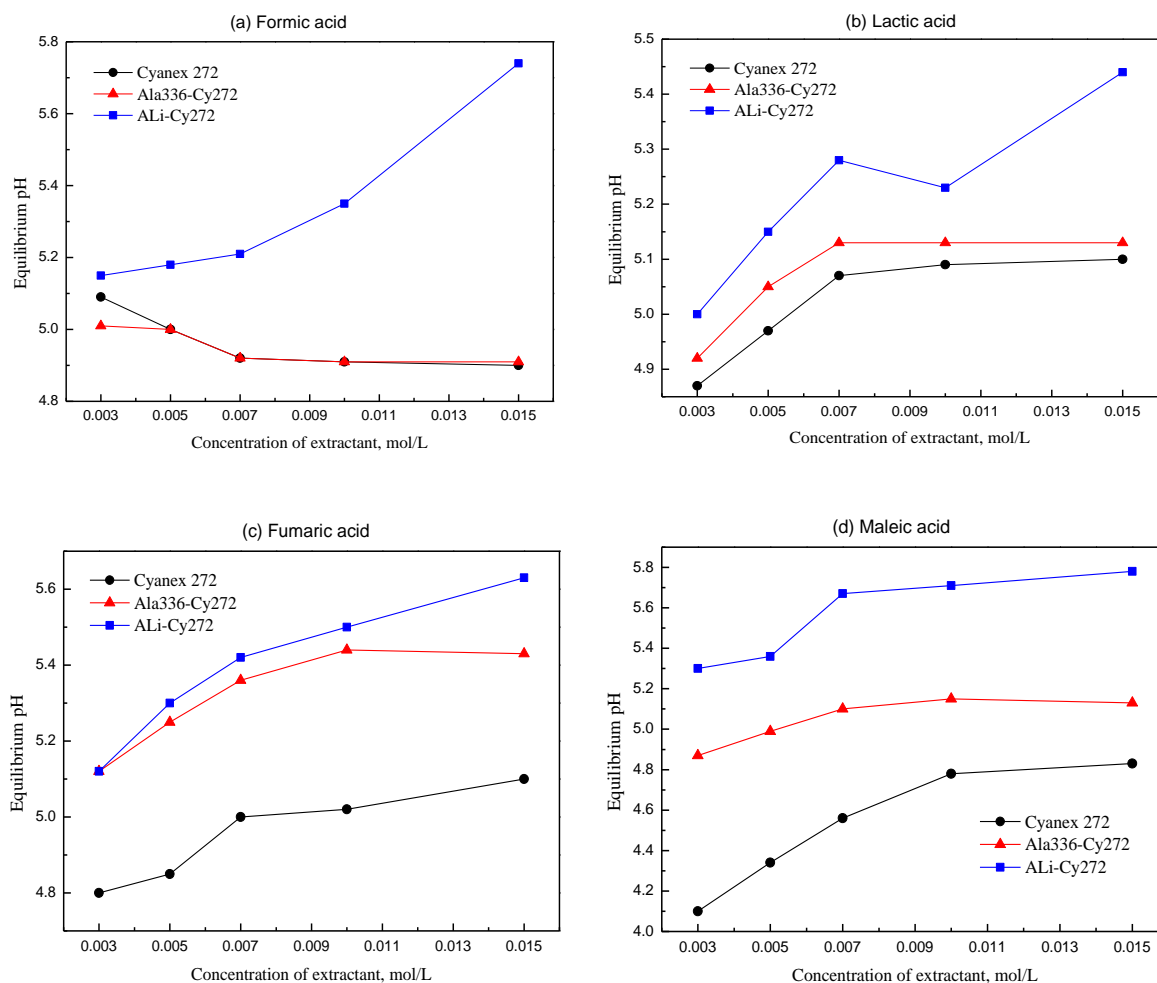 (a) Formic acid
5.8
5.6
5.4
5.2
5.0
4.8
Equilibrium pH
Cyanex 272
Ala336-Cy272
ALi-Cy272
0.003 0.005 0.007 0.009 0.011 0.013 0.015
Concentration of extractant, mol/L
(b) Lactic acid
5.5
5.4
5.3
5.2
5.1
5.0
4.9
Equilibrium pH
Cyanex 272
Ala336-Cy272
ALi-Cy272
0.003 0.005 0.007 0.009 0.011 0.013 0.015
Concentration of extractant, mol/L
(c) Fumaric acid
5.6
5.4
5.2
5.0
4.8
Equilibrium pH
Cyanex 272
Ala336-Cy272
ALi-Cy272
0.003 0.005 0.007 0.009 0.011 0.013 0.015
Concentration of extractant, mol/L
(d) Maleic acid
5.8
5.6
5.4
5.2
5.0
4.8
4.6
4.4
4.2
4.0
Equilibrium pH
Cyanex 272
Ala336-Cy272
ALi-Cy272
0.003 0.005 0.007 0.009 0.011 0.013 0.015
Concentration of extractant, mol/L